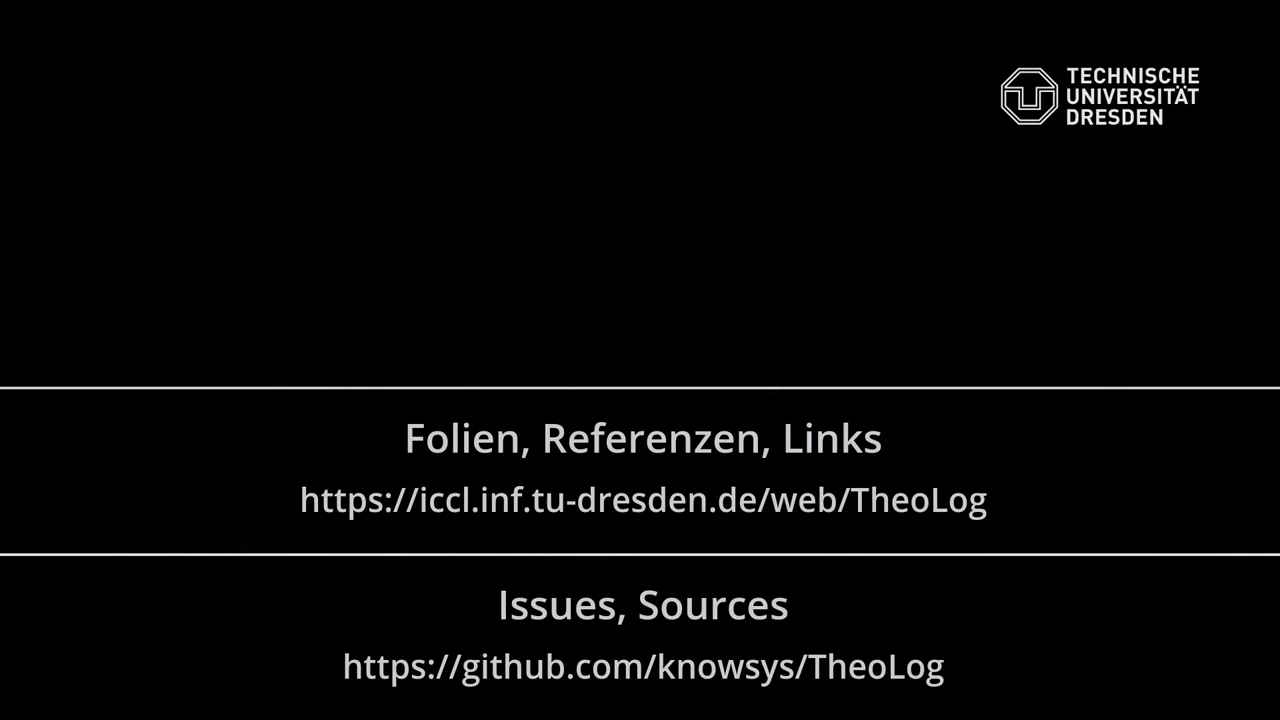 TECHNISCHE
UNIVERSITÄT
DRESDEN
Folien, Referenzen, Links
https://iccl.inf.tu-dresden.de/web/TheoLog
Issues, Sources
https://github.com/knowsys/TheoLog